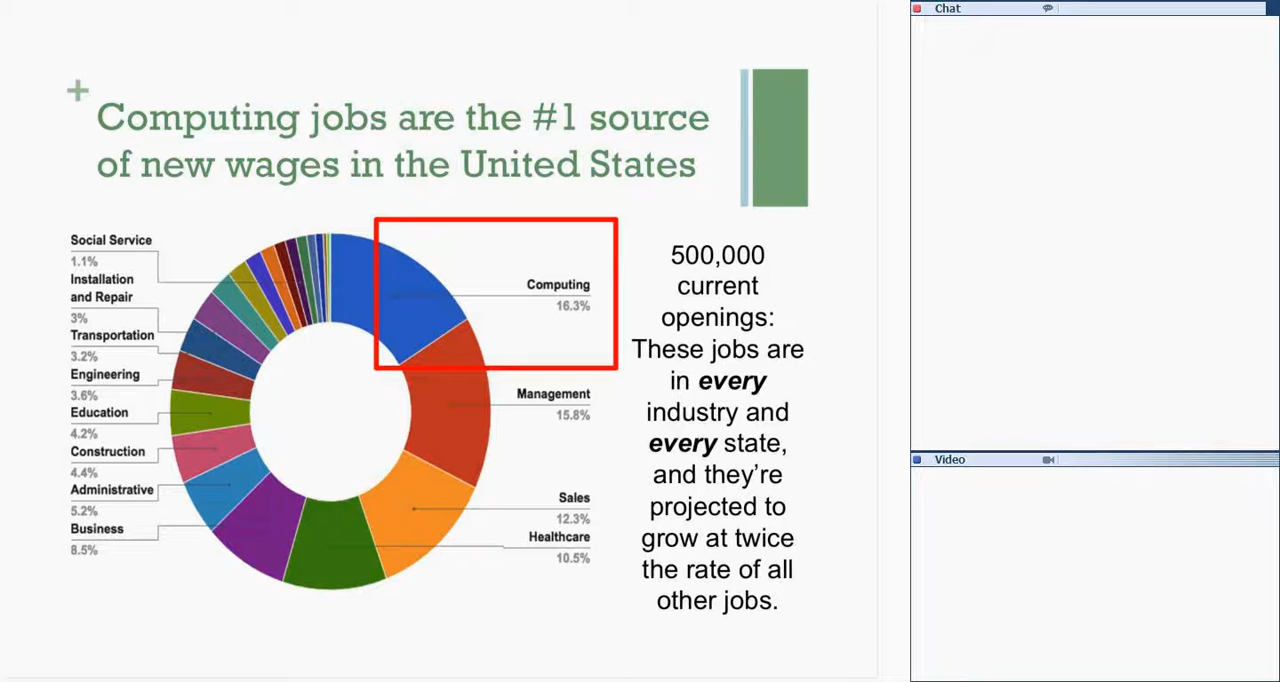 +
Computing jobs are the #1 source
of new wages in the United States
Social Service
1.1%
Installation
and Repair
3%
Transportation
3.2%
Engineering
3.6%
Education
4.2%
Construction
4.4%
Administrative
5.2%
Business
8.5%
Computing
16.3%
Management
15.8%
Sales
12.3%
Healthcare
10.5%
500,000
current
openings:
These jobs are
in every
industry and
every state,
and they're
projected to
grow at twice
the rate of all
other jobs.
Chat
Video